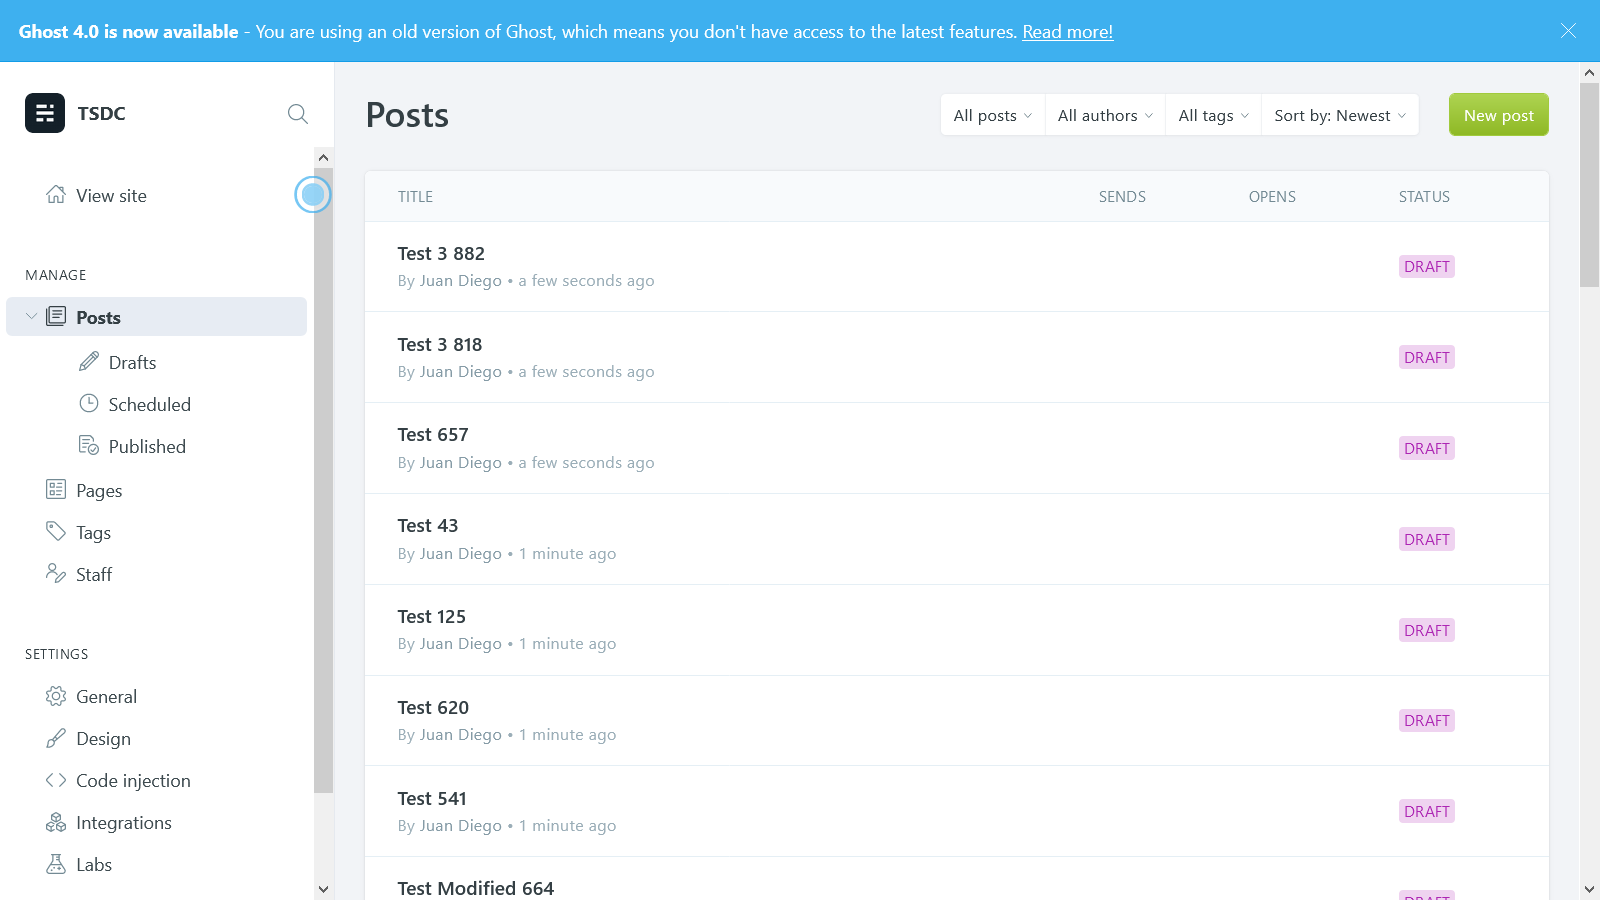 Ghost 4.0 is now available - You are using an old version of Ghost, which means you don't have access to the latest features. Read more!
TSDC
View site
MANAGE
Posts
Drafts
Scheduled
Published
Pages
Tags
Staff
SETTINGS
General
Design
Code injection
Integrations
Labs
Posts
All posts
All authors
All tags
Sort by: Newest
New post
TITLE SENDS OPENS STATUS
Test 3 882
By Juan Diego • a few seconds ago
DRAFT
Test 3 818
By Juan Diego • a few seconds ago
DRAFT
Test 657
By Juan Diego • a few seconds ago
DRAFT
Test 43
By Juan Diego • 1 minute ago
DRAFT
Test 125
By Juan Diego • 1 minute ago
DRAFT
Test 620
By Juan Diego • 1 minute ago
DRAFT
Test 541
By Juan Diego • 1 minute ago
DRAFT
Test Modified 664
DRAFT